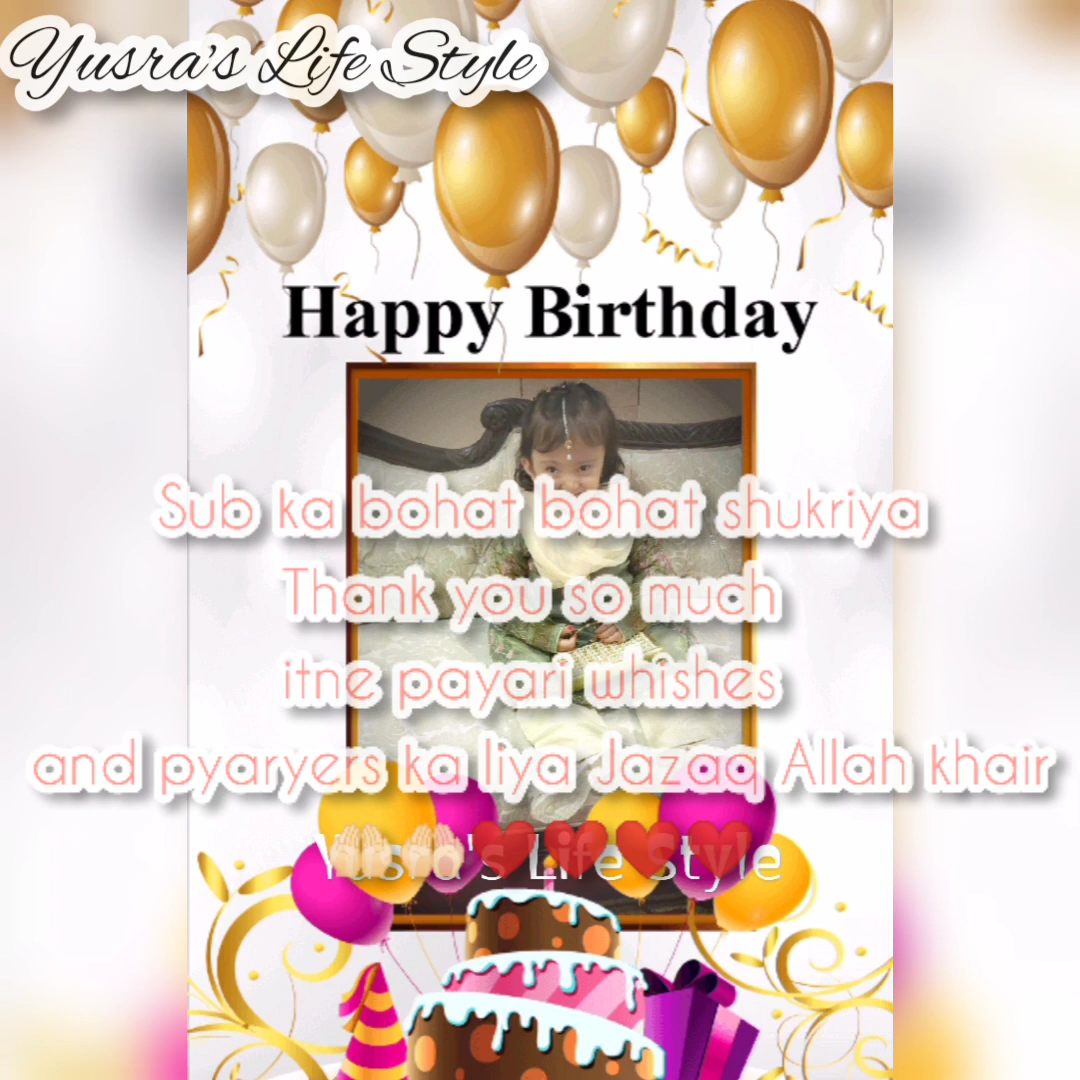 Yusra's Life Style
Happy Birthday
Sub ka bohat bohat shukriya
Thank you so much
itne payari whishes
and pyaryers ka liya Jazaq Allah khair
🤲🏻🤲🏻❤️❤️❤️❤️
Yusra's Life Style